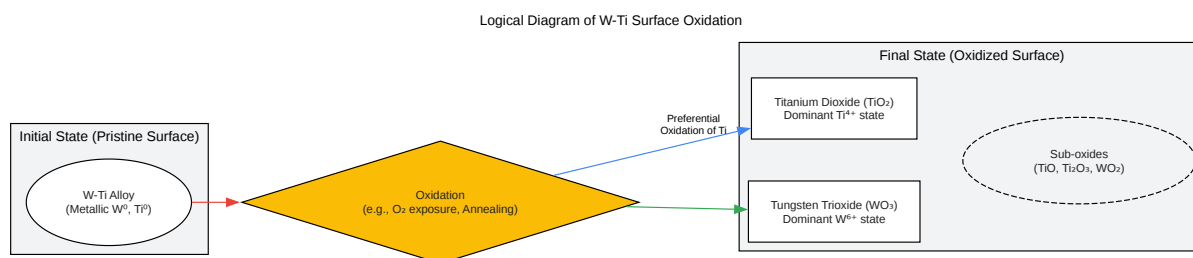 Logical Diagram of W-Ti Surface Oxidation
Initial State (Pristine Surface)
W-Ti Alloy
(Metallic W⁰, Ti⁰)
Oxidation
(e.g., O₂ exposure, Annealing)
Preferential
Oxidation of Ti
Final State (Oxidized Surface)
Titanium Dioxide (TiO₂)
Dominant Ti⁴⁺ state
Sub-oxides
(TiO, Ti₂O₃, WO₂)
Tungsten Trioxide (WO₃)
Dominant W⁶⁺ state